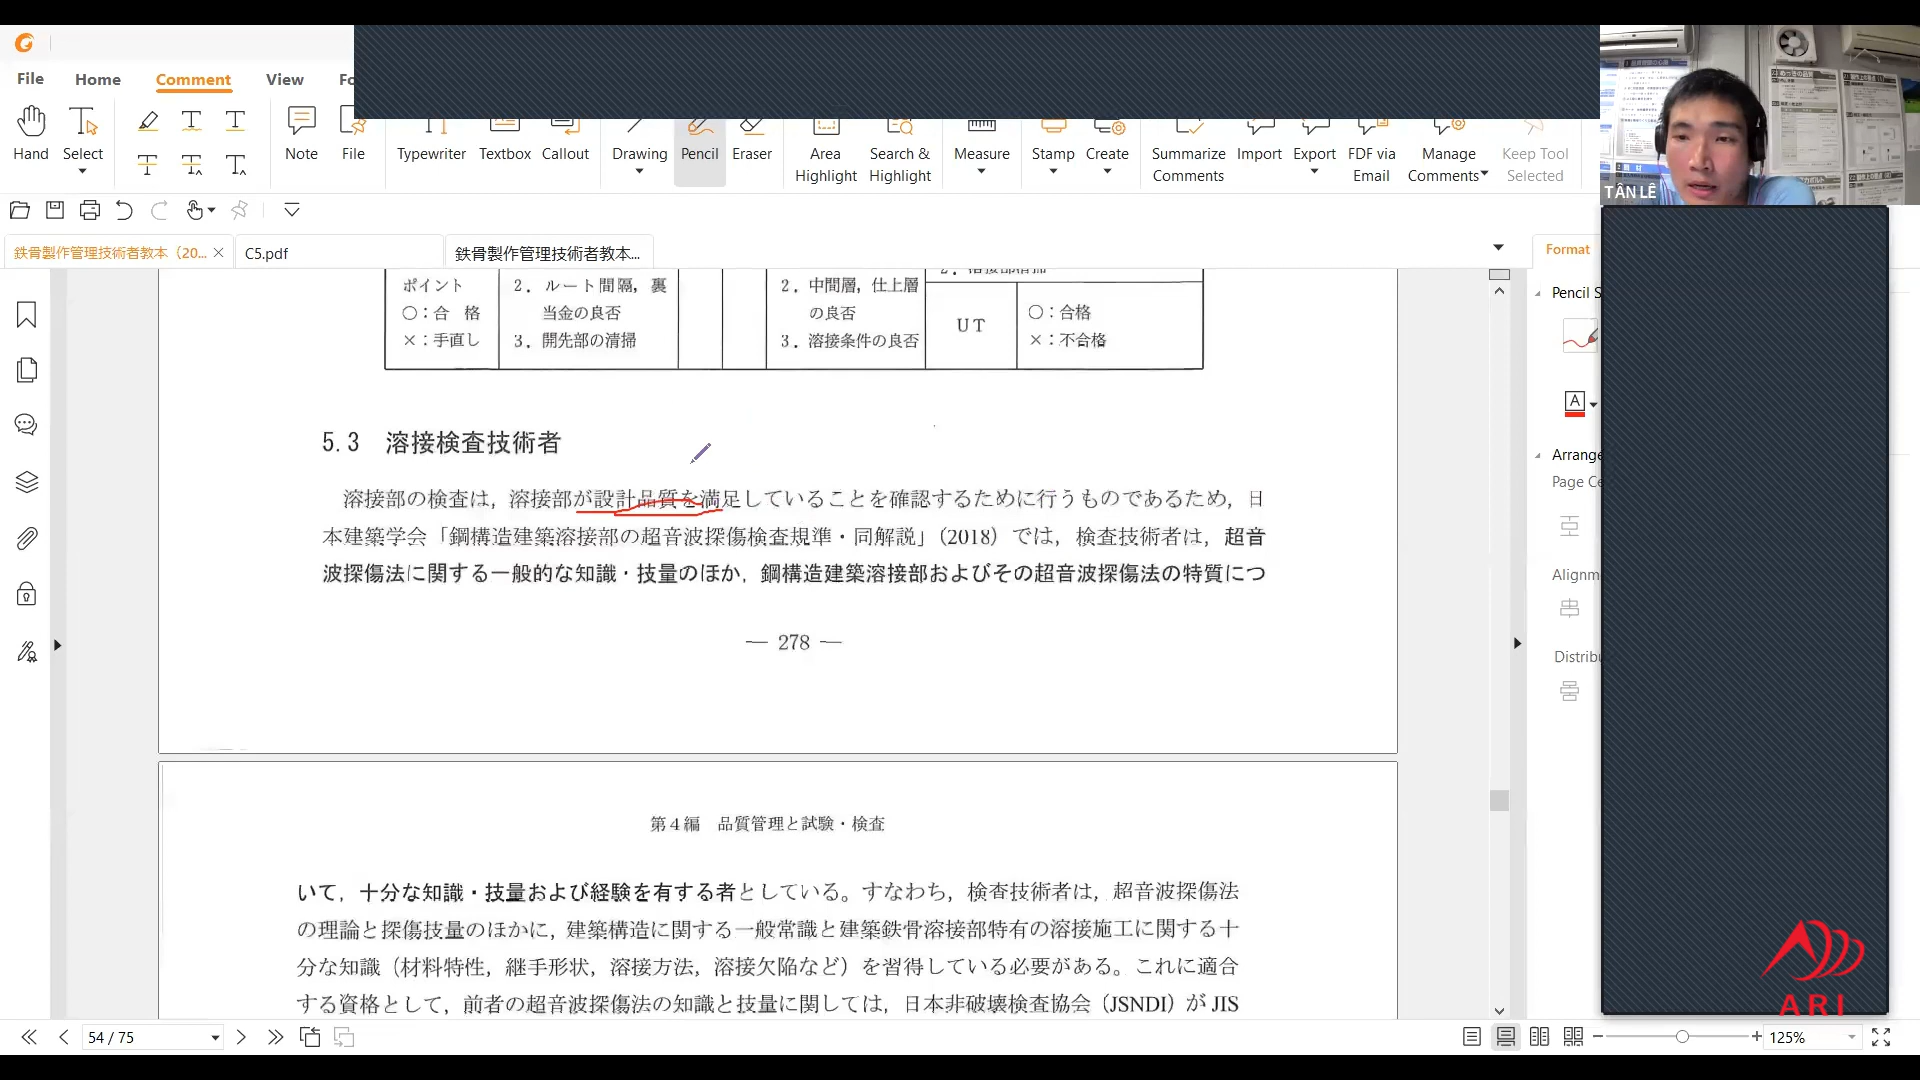 File Home Comment View Fo
Hand Select Note File Typewriter Textbox Callout Drawing Pencil Eraser Area Highlight Search & Highlight Measure Stamp Create Summarize Comments Import Export FDF via Email Manage Comments Keep Tool Selected
TÂN LÊ
鉄骨製作管理技術者教本（20... C5.pdf 鉄骨製作管理技術者教本...
Format
Pencil S
Arrange
Page Ce
Alignm
Distribu
ポイント
○：合 格
×：手直し
2．ルート間隔，裏
当金の良否
3．開先部の清掃
2．中間層，仕上層
の良否
3．溶接条件の良否
UT
○：合格
×：不合格
5.3 溶接検査技術者
溶接部の検査は，溶接部が設計品質を満足していることを確認するために行うものであるため，日
本建築学会「鋼構造建築溶接部の超音波探傷検査規準・同解説」（2018）では，検査技術者は，超音
波探傷法に関する一般的な知識・技量のほか，鋼構造建築溶接部およびその超音波探傷法の特質につ
— 278 —
第４編 品質管理と試験・検査
いて，十分な知識・技量および経験を有する者としている。すなわち，検査技術者は，超音波探傷法
の理論と探傷技量のほかに，建築構造に関する一般常識と建築鉄骨溶接部特有の溶接施工に関する十
分な知識（材料特性，継手形状，溶接方法，溶接欠陥など）を習得している必要がある。これに適合
する資格として，前者の超音波探傷法の知識と技量に関しては，日本非破壊検査協会（JSNDI）が JIS
ARI
54 / 75
125%